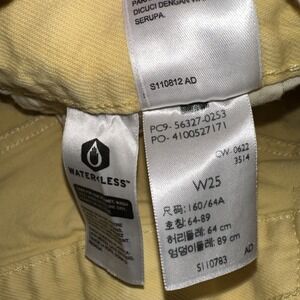 DICUCI DENGAN
SERUPA.
S110812 AD
PC9- 56327-0253
PO- 4100527171
QW-0622
3514
W25
尺码: 160/64A
호칭: 64-89
허리둘레: 64 cm
엉덩이둘레: 89 cm
S110783
AD
WATER<LESS™